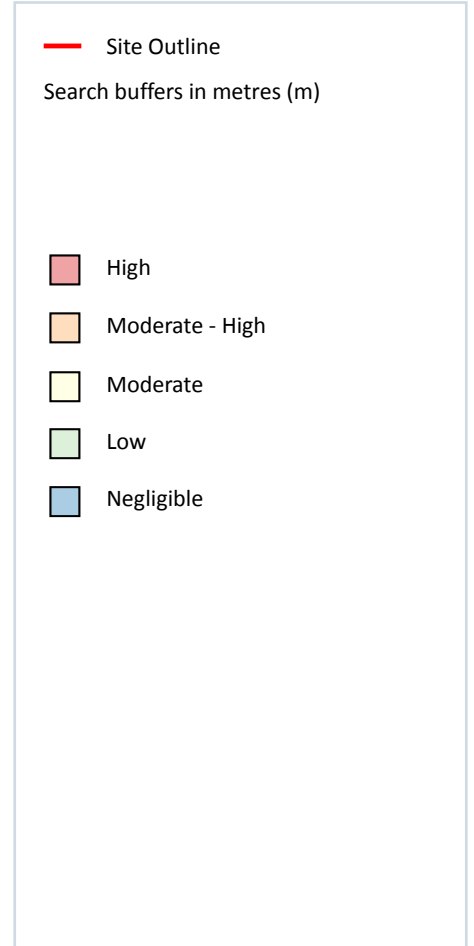 Site Outline
Search buffers in metres (m)
High
Moderate - High
Moderate
Low
Negligible